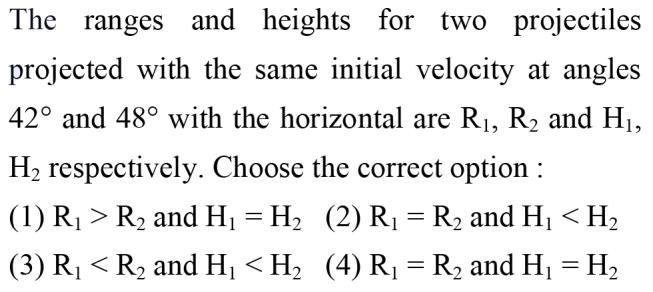 The ranges and heights for two projectiles
projected with the same initial velocity at angles
42° and 48° with the horizontal are R₁, R₂ and H₁,
H₂ respectively. Choose the correct option :
(1) R₁ > R₂ and H₁ = H₂ (2) R₁ = R₂ and H₁ < H₂
(3) R₁ < R₂ and H₁ < H₂ (4) R₁ = R₂ and H₁ = H₂